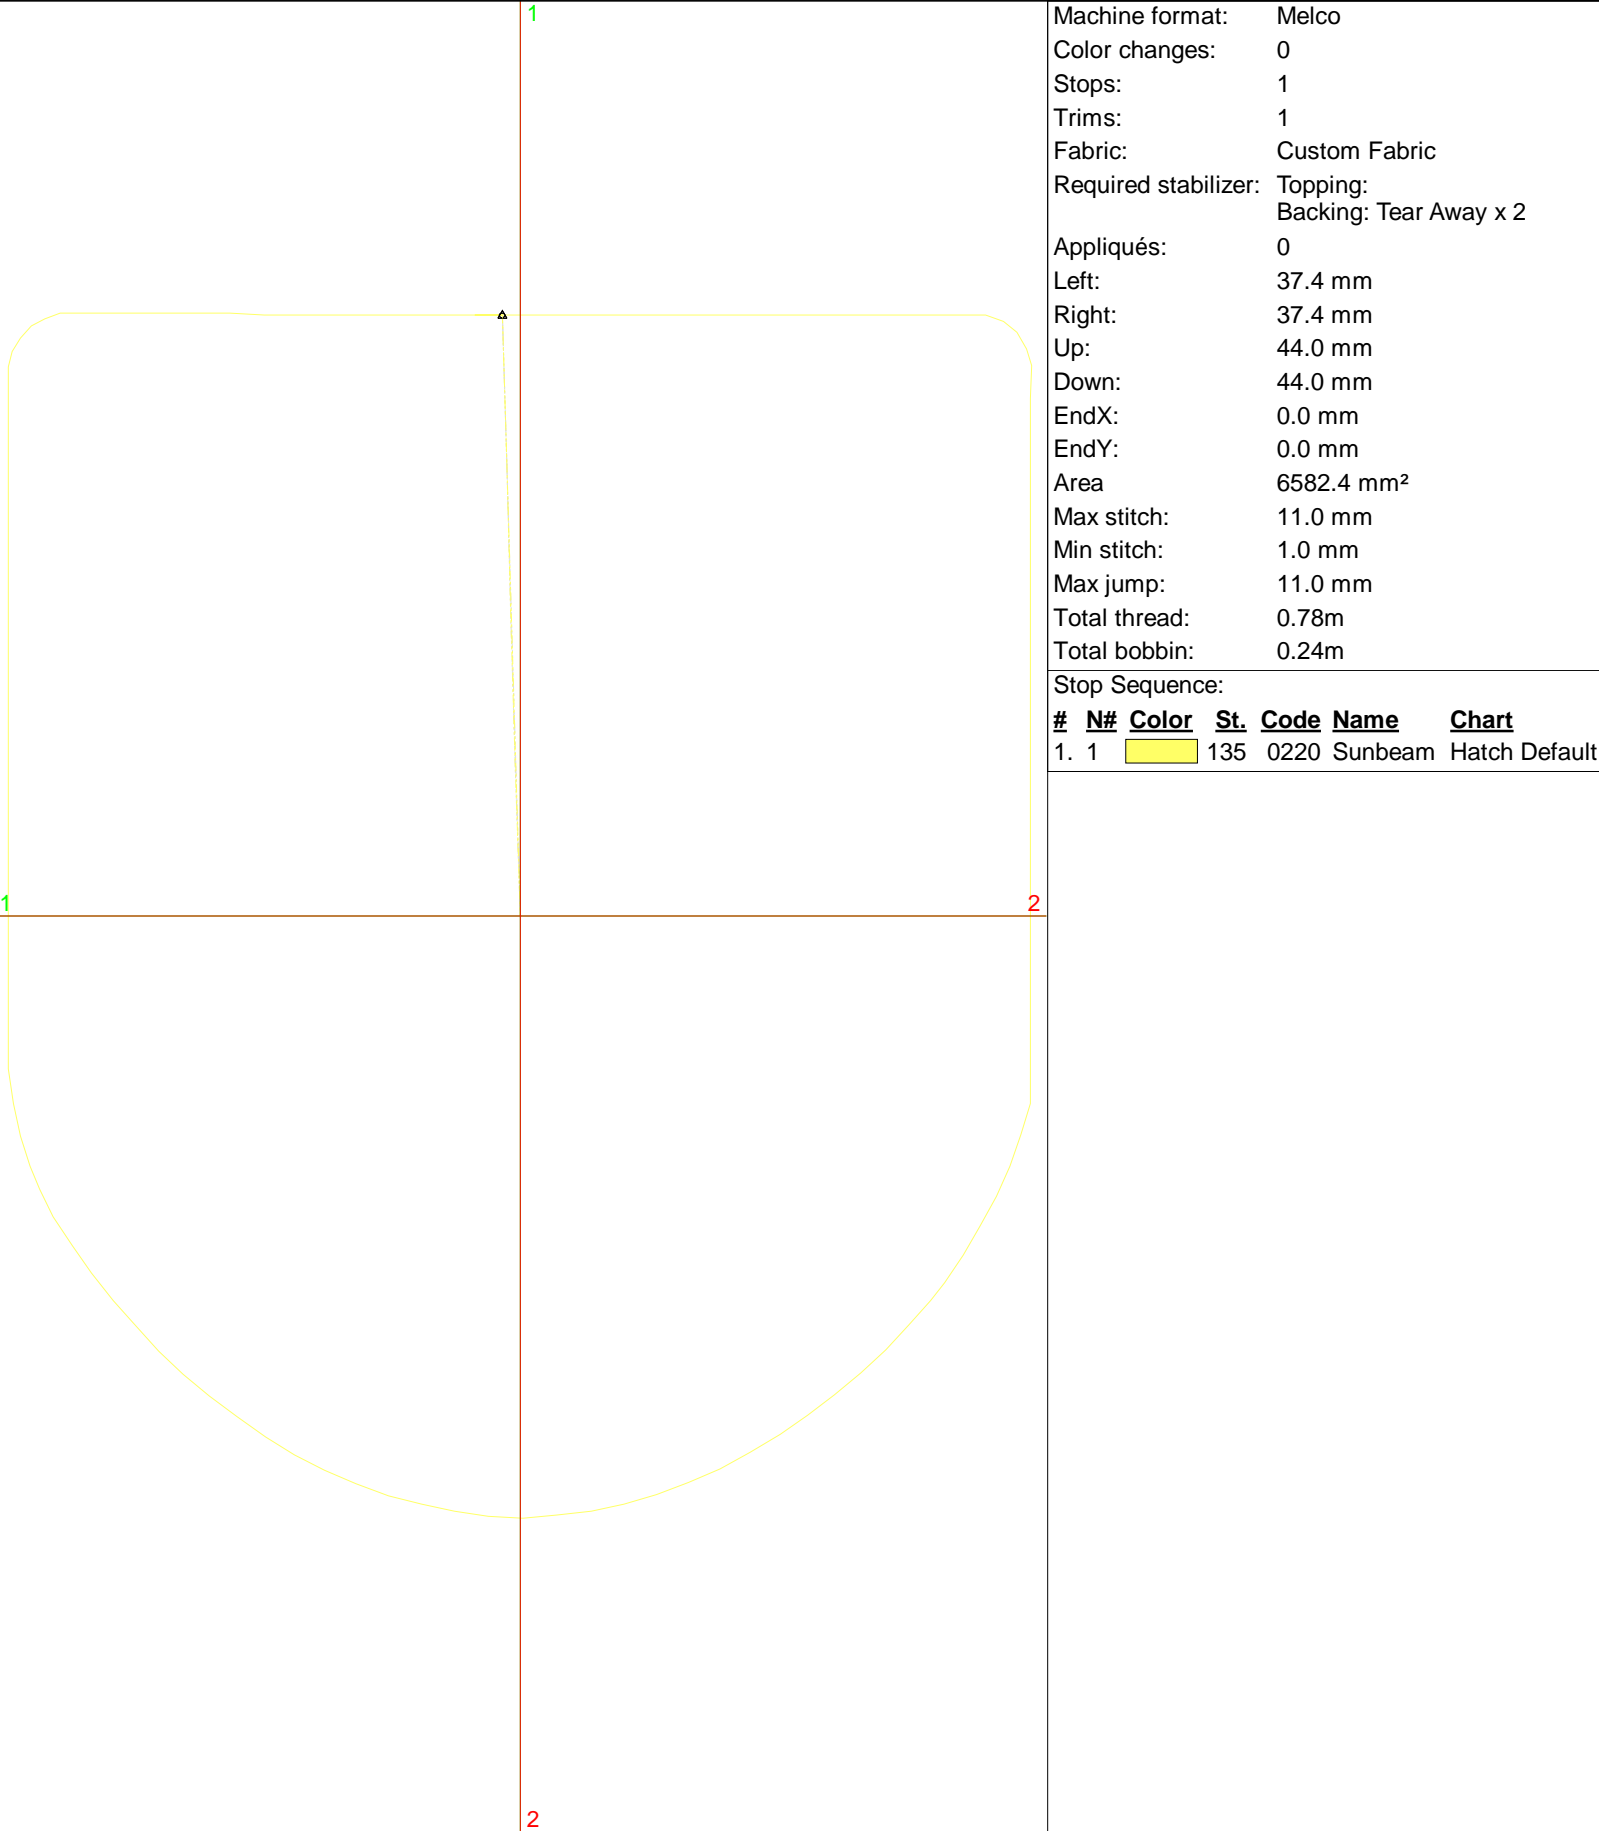 1
1
2
2
Machine format: Melco
Color changes: 0
Stops: 1
Trims: 1
Fabric: Custom Fabric
Required stabilizer: Topping:
Backing: Tear Away x 2
Appliqués: 0
Left: 37.4 mm
Right: 37.4 mm
Up: 44.0 mm
Down: 44.0 mm
EndX: 0.0 mm
EndY: 0.0 mm
Area 6582.4 mm²
Max stitch: 11.0 mm
Min stitch: 1.0 mm
Max jump: 11.0 mm
Total thread: 0.78m
Total bobbin: 0.24m
Stop Sequence:
# N# Color St. Code Name Chart
1. 1 135 0220 Sunbeam Hatch Default